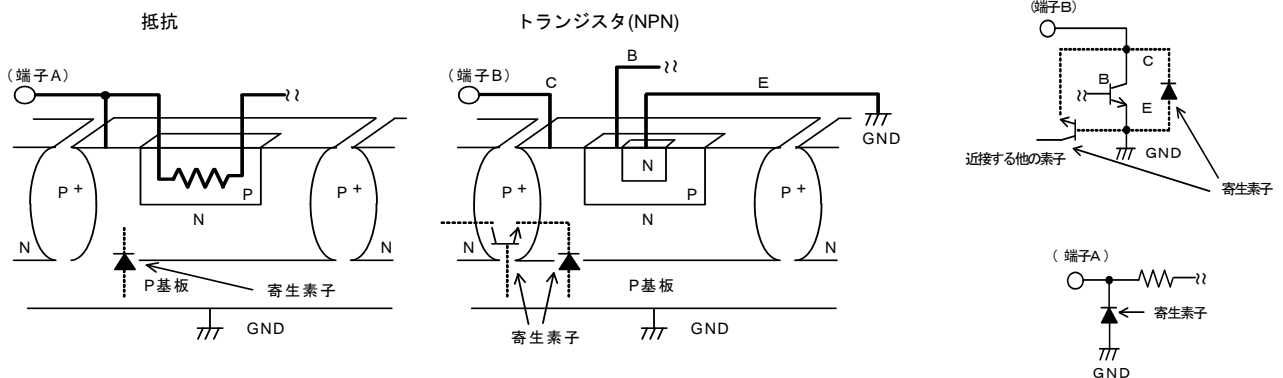 抵抗
(端子A)
P+
P+
P
N
N
N
P基板
寄生素子
GND
トランジスタ(NPN)
(端子B)
C
B
E
GND
N
P
P+
P+
N
N
N
P基板
寄生素子
GND
(端子B)
C
B
E
GND
近接する他の素子
寄生素子
(端子A)
寄生素子
GND